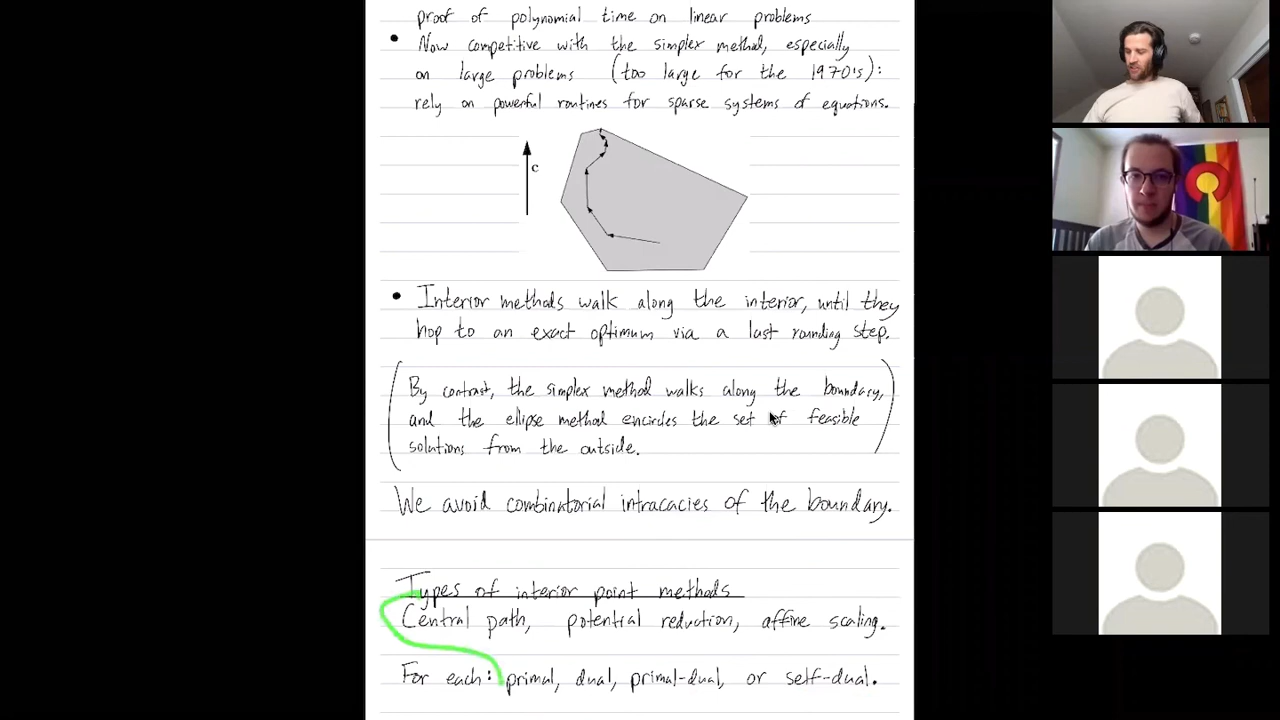 proof of polynomial time on linear problems
• Now competitive with the simplex method, especially
on large problems (too large for the 1970's):
rely on powerful routines for sparse systems of equations.
c
• Interior methods walk along the interior, until they
hop to an exact optimum via a last rounding step.
(By contrast, the simplex method walks along the boundary,
and the ellipse method encircles the set of feasible
solutions from the outside.)
We avoid combinatorial intracacies of the boundary.
Types of interior point methods
Central path, potential reduction, affine scaling.
For each: primal, dual, primal-dual, or self-dual.